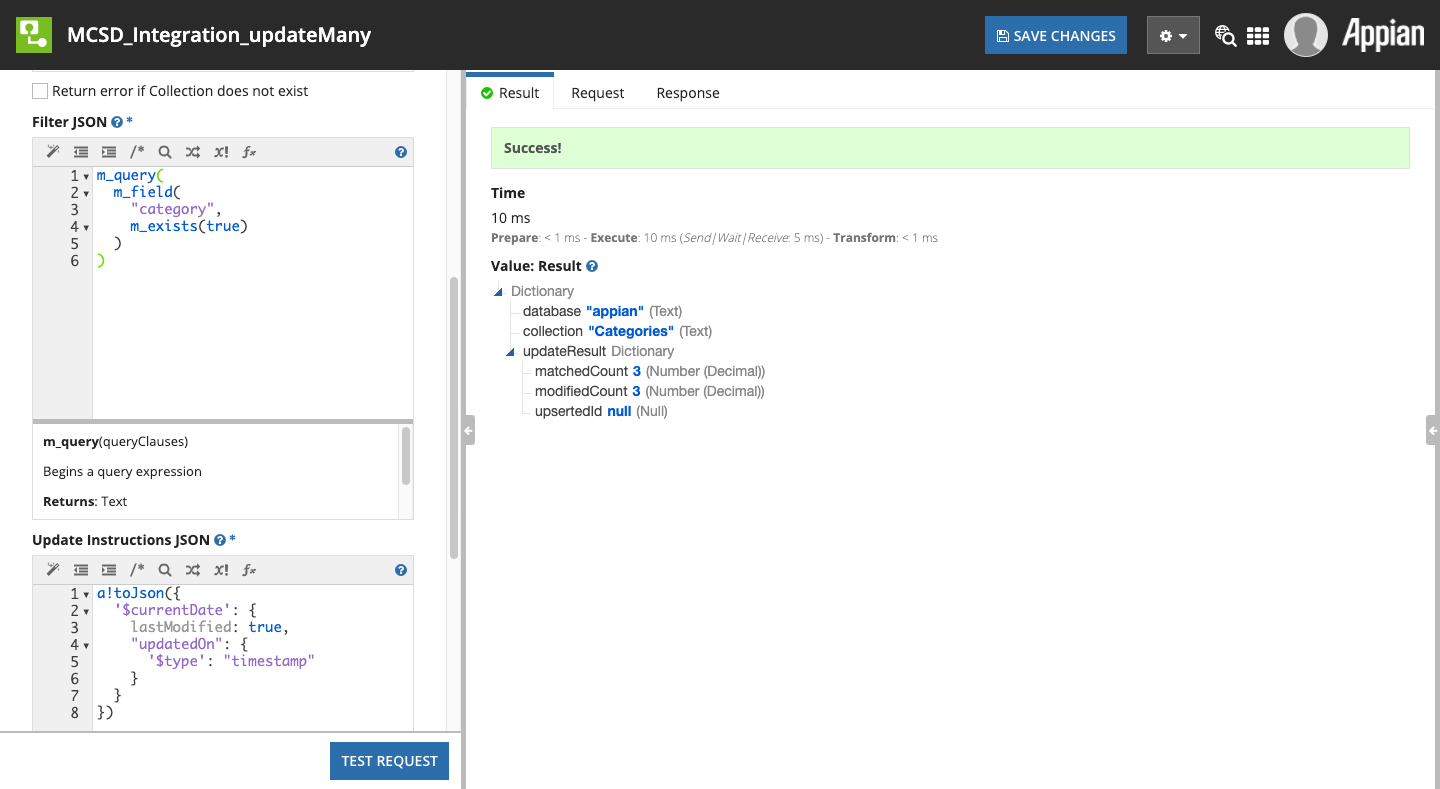 MCSD_Integration_updateMany
SAVE CHANGES
Appian
Return error if Collection does not exist
Filter JSON ? *
/* x! fx ?
1 m_query(
2 m_field(
3 "category",
4 m_exists(true)
5 )
6 )
m_query(queryClauses)
Begins a query expression
Returns: Text
Update Instructions JSON ? *
/* x! fx ?
1 a!toJson({
2 '$currentDate': {
3 lastModified: true,
4 "updatedOn": {
5 '$type': "timestamp"
6 }
7 }
8 })
TEST REQUEST
Result Request Response
Success!
Time
10 ms
Prepare: < 1 ms - Execute: 10 ms (Send|Wait|Receive: 5 ms) - Transform: < 1 ms
Value: Result ?
Dictionary
database "appian" (Text)
collection "Categories" (Text)
updateResult Dictionary
matchedCount 3 (Number (Decimal))
modifiedCount 3 (Number (Decimal))
upsertedId null (Null)